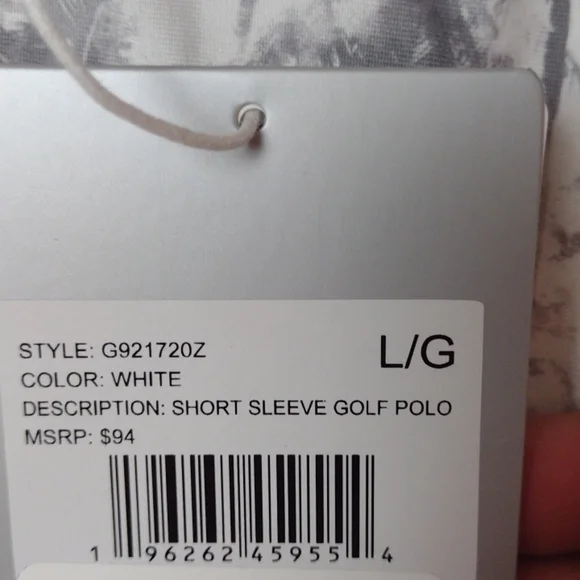 STYLE: G921720Z L/G
COLOR: WHITE
DESCRIPTION: SHORT SLEEVE GOLF POLO
MSRP: $94
1 96262 45955 4